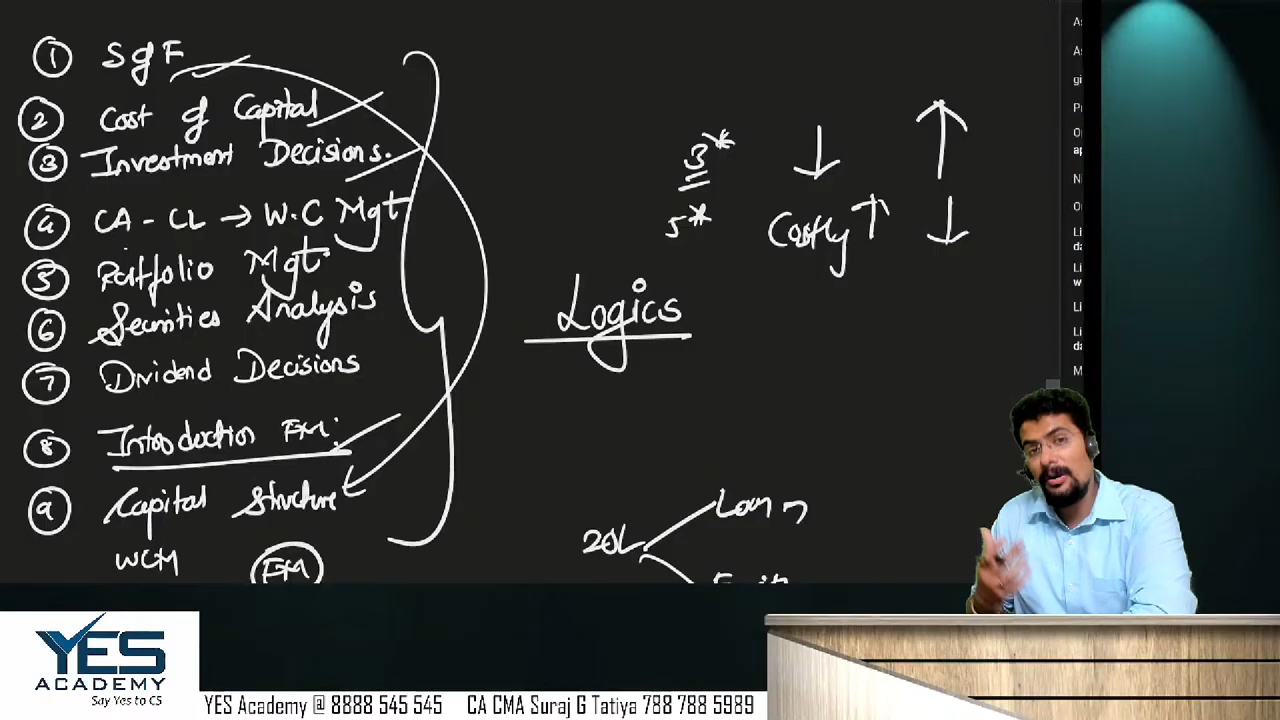 ① SOF
② Cost of Capital
③ Investment Decisions.
④ CA - CL → W.C Mgt
⑤ Portfolio Mgt
⑥ Securities Analysis
⑦ Dividend Decisions
⑧ Introduction FM:
⑨ Capital Structure
WCM FM
3* ↓ ↑
5* Costly ↑ ↓
Logics
20L Loan
YES
ACADEMY
Say Yes to CS
YES Academy @ 8888 545 545 CA CMA Suraj G Tatiya 788 788 5989